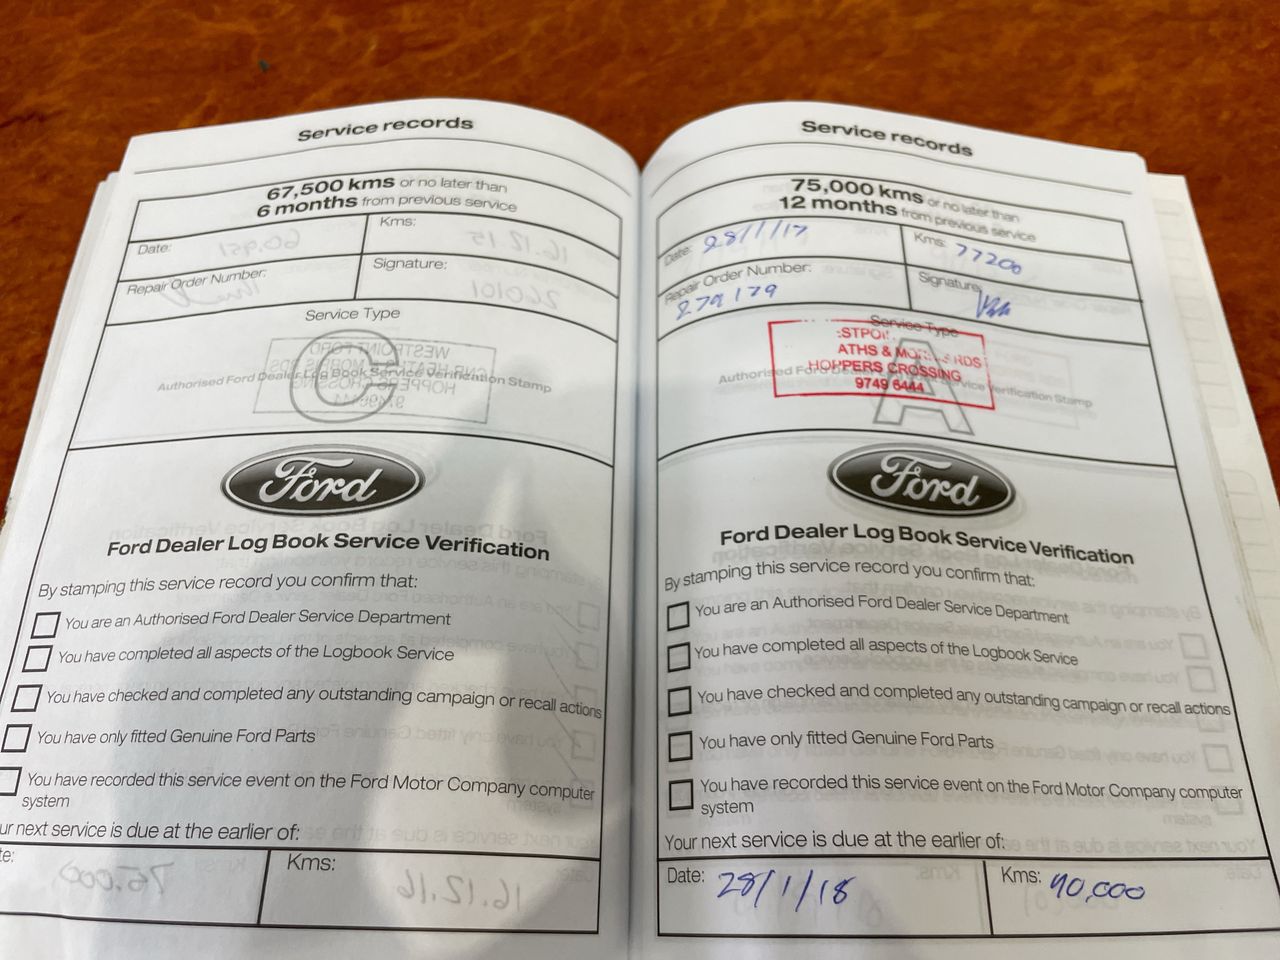 Service records
67,500 kms or no later than
6 months from previous service
Date:
Kms:
Repair Order Number:
Signature:
Service Type
C
Authorised Ford Dealer Log Book Service Verification Stamp
Ford
Ford Dealer Log Book Service Verification
By stamping this service record you confirm that:
You are an Authorised Ford Dealer Service Department
You have completed all aspects of the Logbook Service
You have checked and completed any outstanding campaign or recall actions
You have only fitted Genuine Ford Parts
You have recorded this service event on the Ford Motor Company computer
system
ur next service is due at the earlier of:
te:
Kms:
Service records
75,000 kms or no later than
12 months from previous service
Date: 28/1/17
Kms: 77200
Repair Order Number:
279179
Signature
Service Type
STPOI
ATHS & MO RDS
HOPPERS CROSSING
9749 6444
A
Authorised Ford Dealer Service Verification Stamp
Ford
Ford Dealer Log Book Service Verification
By stamping this service record you confirm that:
You are an Authorised Ford Dealer Service Department
You have completed all aspects of the Logbook Service
You have checked and completed any outstanding campaign or recall actions
You have only fitted Genuine Ford Parts
You have recorded this service event on the Ford Motor Company computer
system
Your next service is due at the earlier of:
Date: 28/1/18
Kms: 90,000